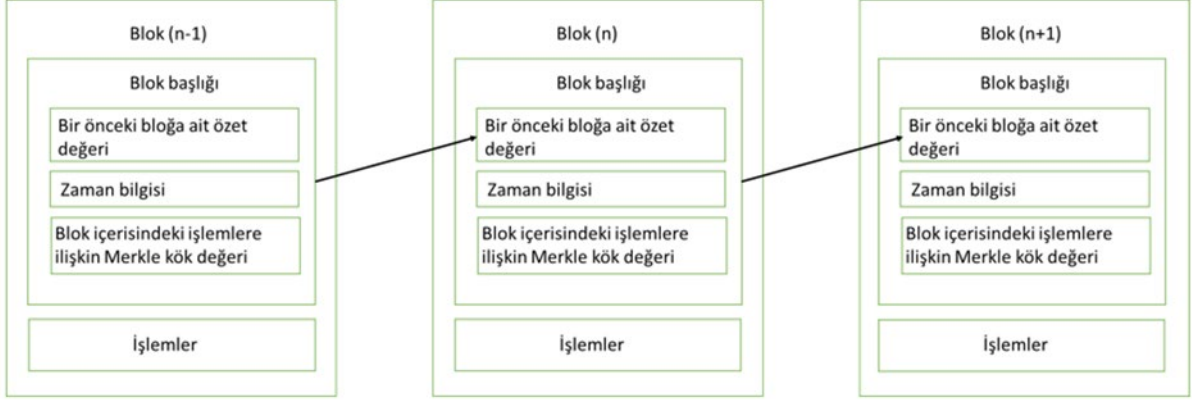 Blok (n-1)
Blok başlığı
Bir önceki bloğa ait özet
değeri
Zaman bilgisi
Blok içerisindeki işlemlere
ilişkin Merkle kök değeri
İşlemler
Blok (n)
Blok başlığı
Bir önceki bloğa ait özet
değeri
Zaman bilgisi
Blok içerisindeki işlemlere
ilişkin Merkle kök değeri
İşlemler
Blok (n+1)
Blok başlığı
Bir önceki bloğa ait özet
değeri
Zaman bilgisi
Blok içerisindeki işlemlere
ilişkin Merkle kök değeri
İşlemler